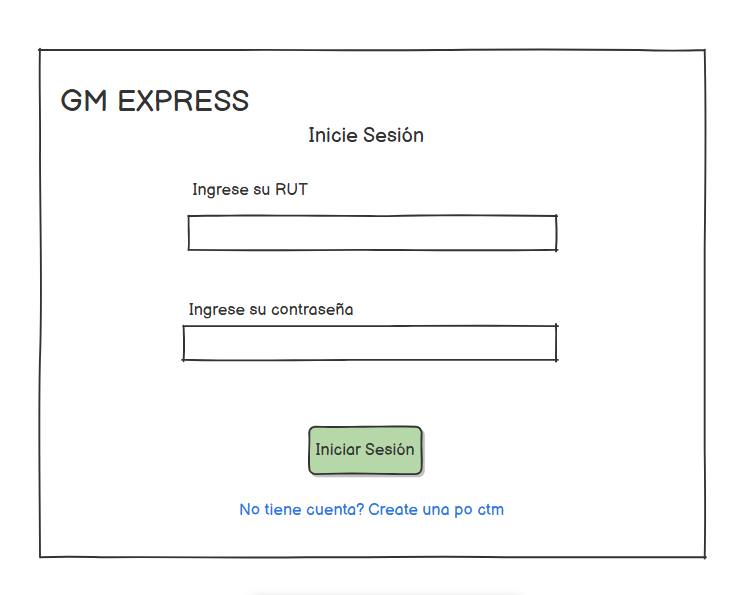 GM EXPRESS
Inicie Sesión
Ingrese su RUT
Ingrese su contraseña
Iniciar Sesión
No tiene cuenta? Create una po ctm